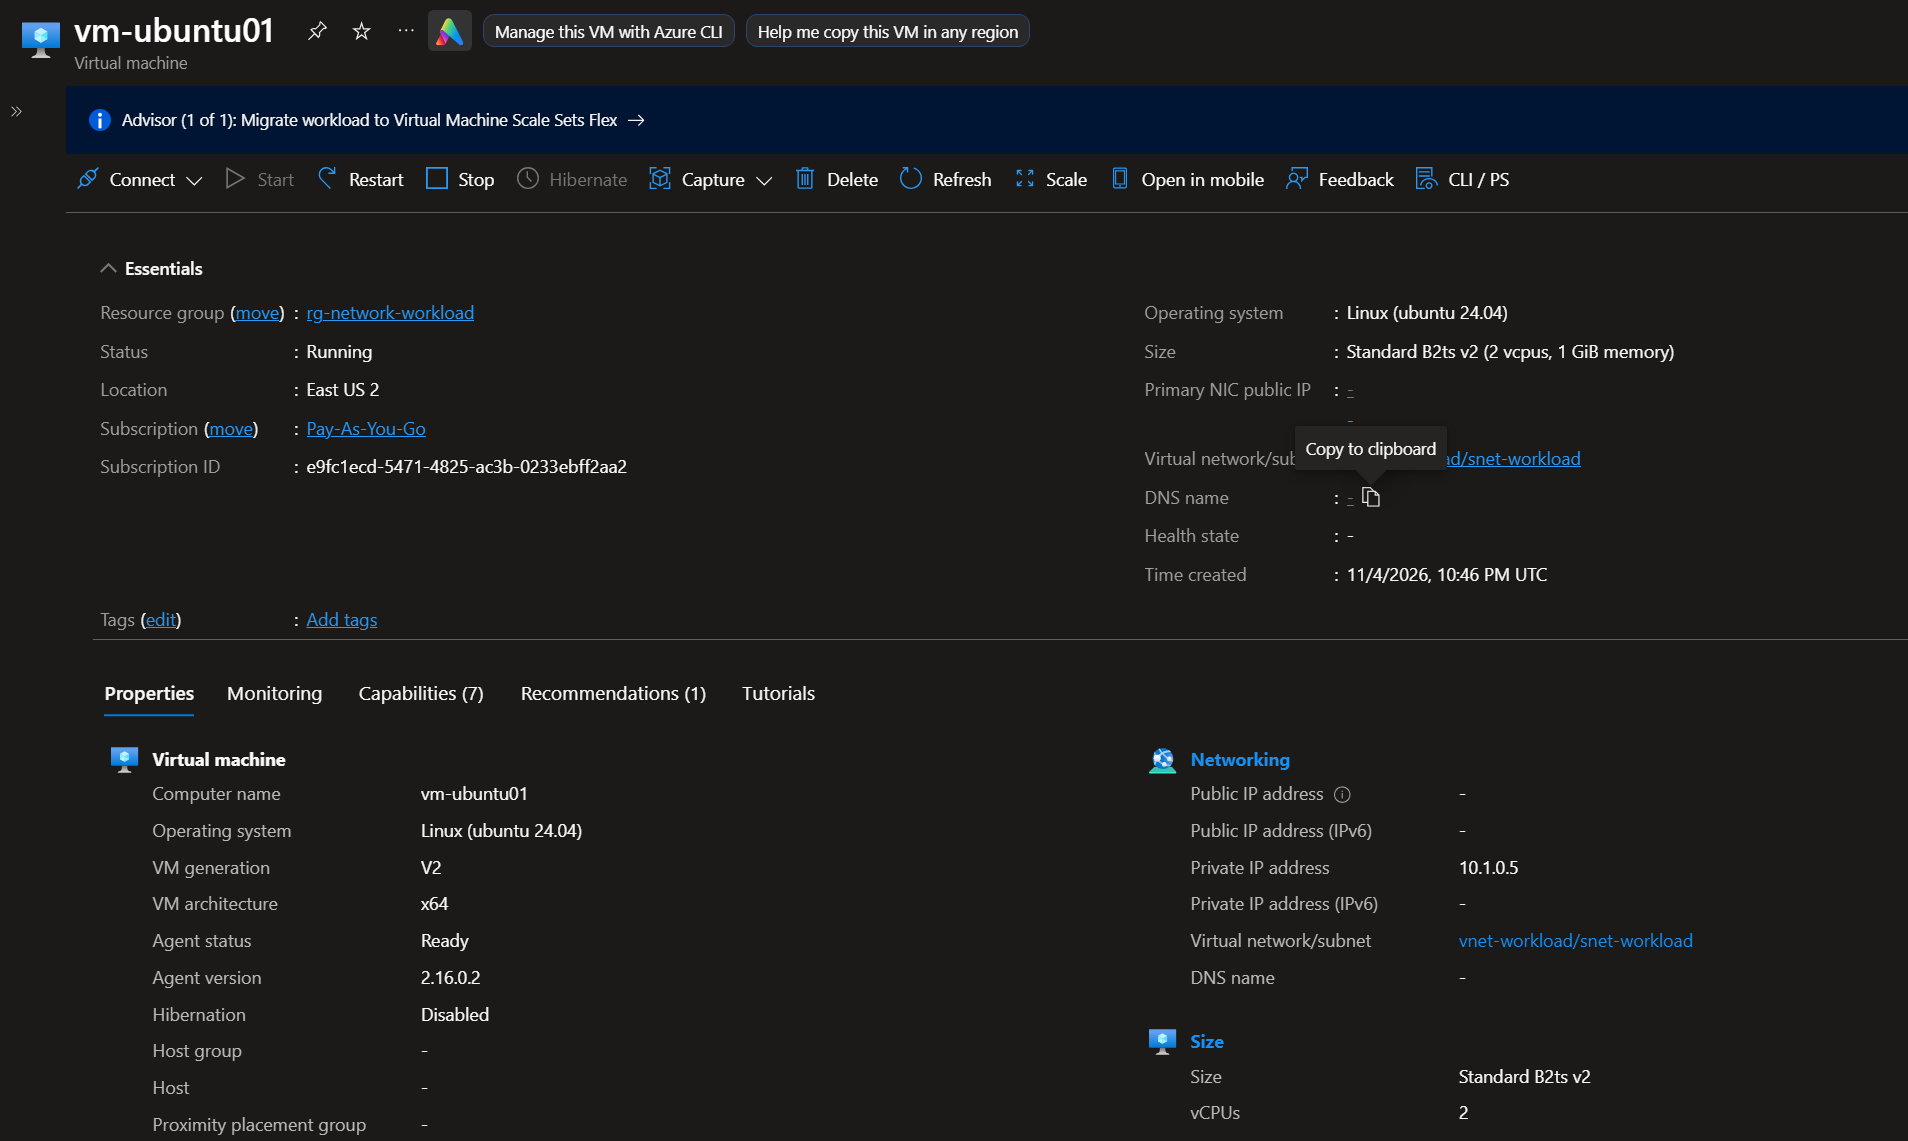 vm-ubuntu01
Manage this VM with Azure CLI
Help me copy this VM in any region
Virtual machine
Advisor (1 of 1): Migrate workload to Virtual Machine Scale Sets Flex →
Connect Start Restart Stop Hibernate Capture Delete Refresh Scale Open in mobile Feedback CLI / PS
Essentials
Resource group (move) : rg-network-workload
Status : Running
Location : East US 2
Subscription (move) : Pay-As-You-Go
Subscription ID : e9fc1ecd-5471-4825-ac3b-0233ebff2aa2
Operating system : Linux (ubuntu 24.04)
Size : Standard B2ts v2 (2 vcpus, 1 GiB memory)
Primary NIC public IP : -
-
Copy to clipboard
Virtual network/sub ad/snet-workload
DNS name : -
Health state : -
Time created : 11/4/2026, 10:46 PM UTC
Tags (edit) : Add tags
Properties Monitoring Capabilities (7) Recommendations (1) Tutorials
Virtual machine
Computer name vm-ubuntu01
Operating system Linux (ubuntu 24.04)
VM generation V2
VM architecture x64
Agent status Ready
Agent version 2.16.0.2
Hibernation Disabled
Host group -
Host -
Proximity placement group -
Networking
Public IP address -
Public IP address (IPv6) -
Private IP address 10.1.0.5
Private IP address (IPv6) -
Virtual network/subnet vnet-workload/snet-workload
DNS name -
Size
Size Standard B2ts v2
vCPUs 2